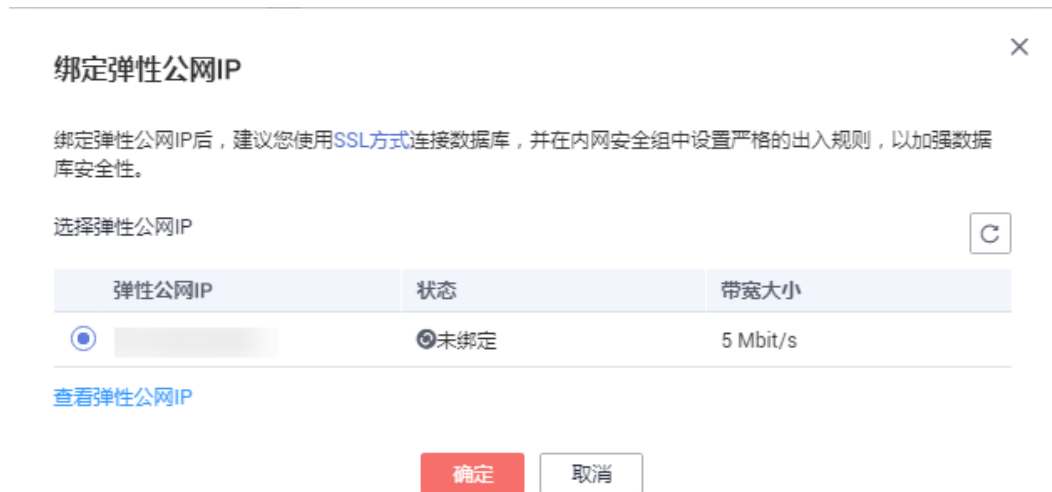 绑定弹性公网IP
绑定弹性公网IP后，建议您使用SSL方式连接数据库，并在内网安全组中设置严格的出入规则，以加强数据
库安全性。
选择弹性公网IP
弹性公网IP 状态 带宽大小
未绑定 5 Mbit/s
查看弹性公网IP
确定 取消